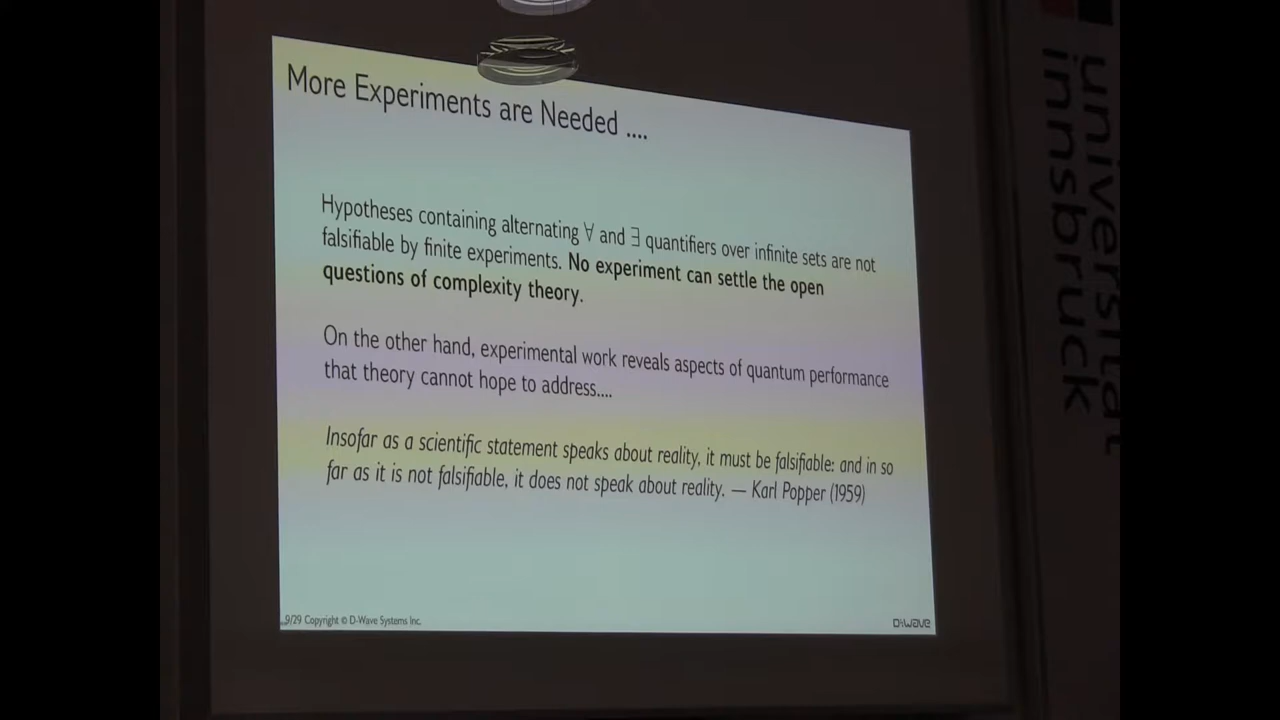 More Experiments are Needed ....
Hypotheses containing alternating ∀ and ∃ quantifiers over infinite sets are not
falsifiable by finite experiments. No experiment can settle the open
questions of complexity theory.
On the other hand, experimental work reveals aspects of quantum performance
that theory cannot hope to address....
Insofar as a scientific statement speaks about reality, it must be falsifiable: and in so
far as it is not falsifiable, it does not speak about reality. — Karl Popper (1959)
9/29 Copyright © D-Wave Systems Inc.
D:WAVE
universität
innsbruck